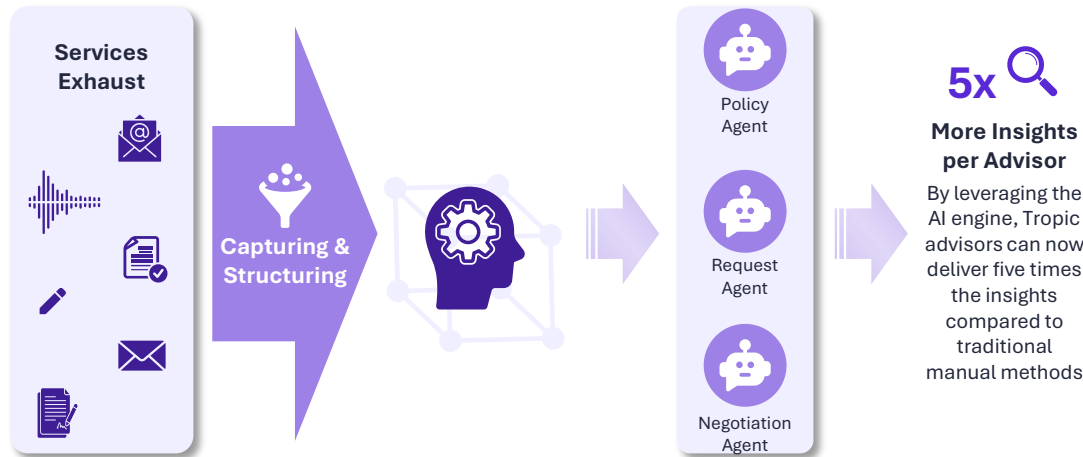 Services
Exhaust
@
Capturing &
Structuring
Policy
Agent
Request
Agent
Negotiation
Agent
5x
More Insights
per Advisor
By leveraging the
AI engine, Tropic
advisors can now
deliver five times
the insights
compared to
traditional
manual methods